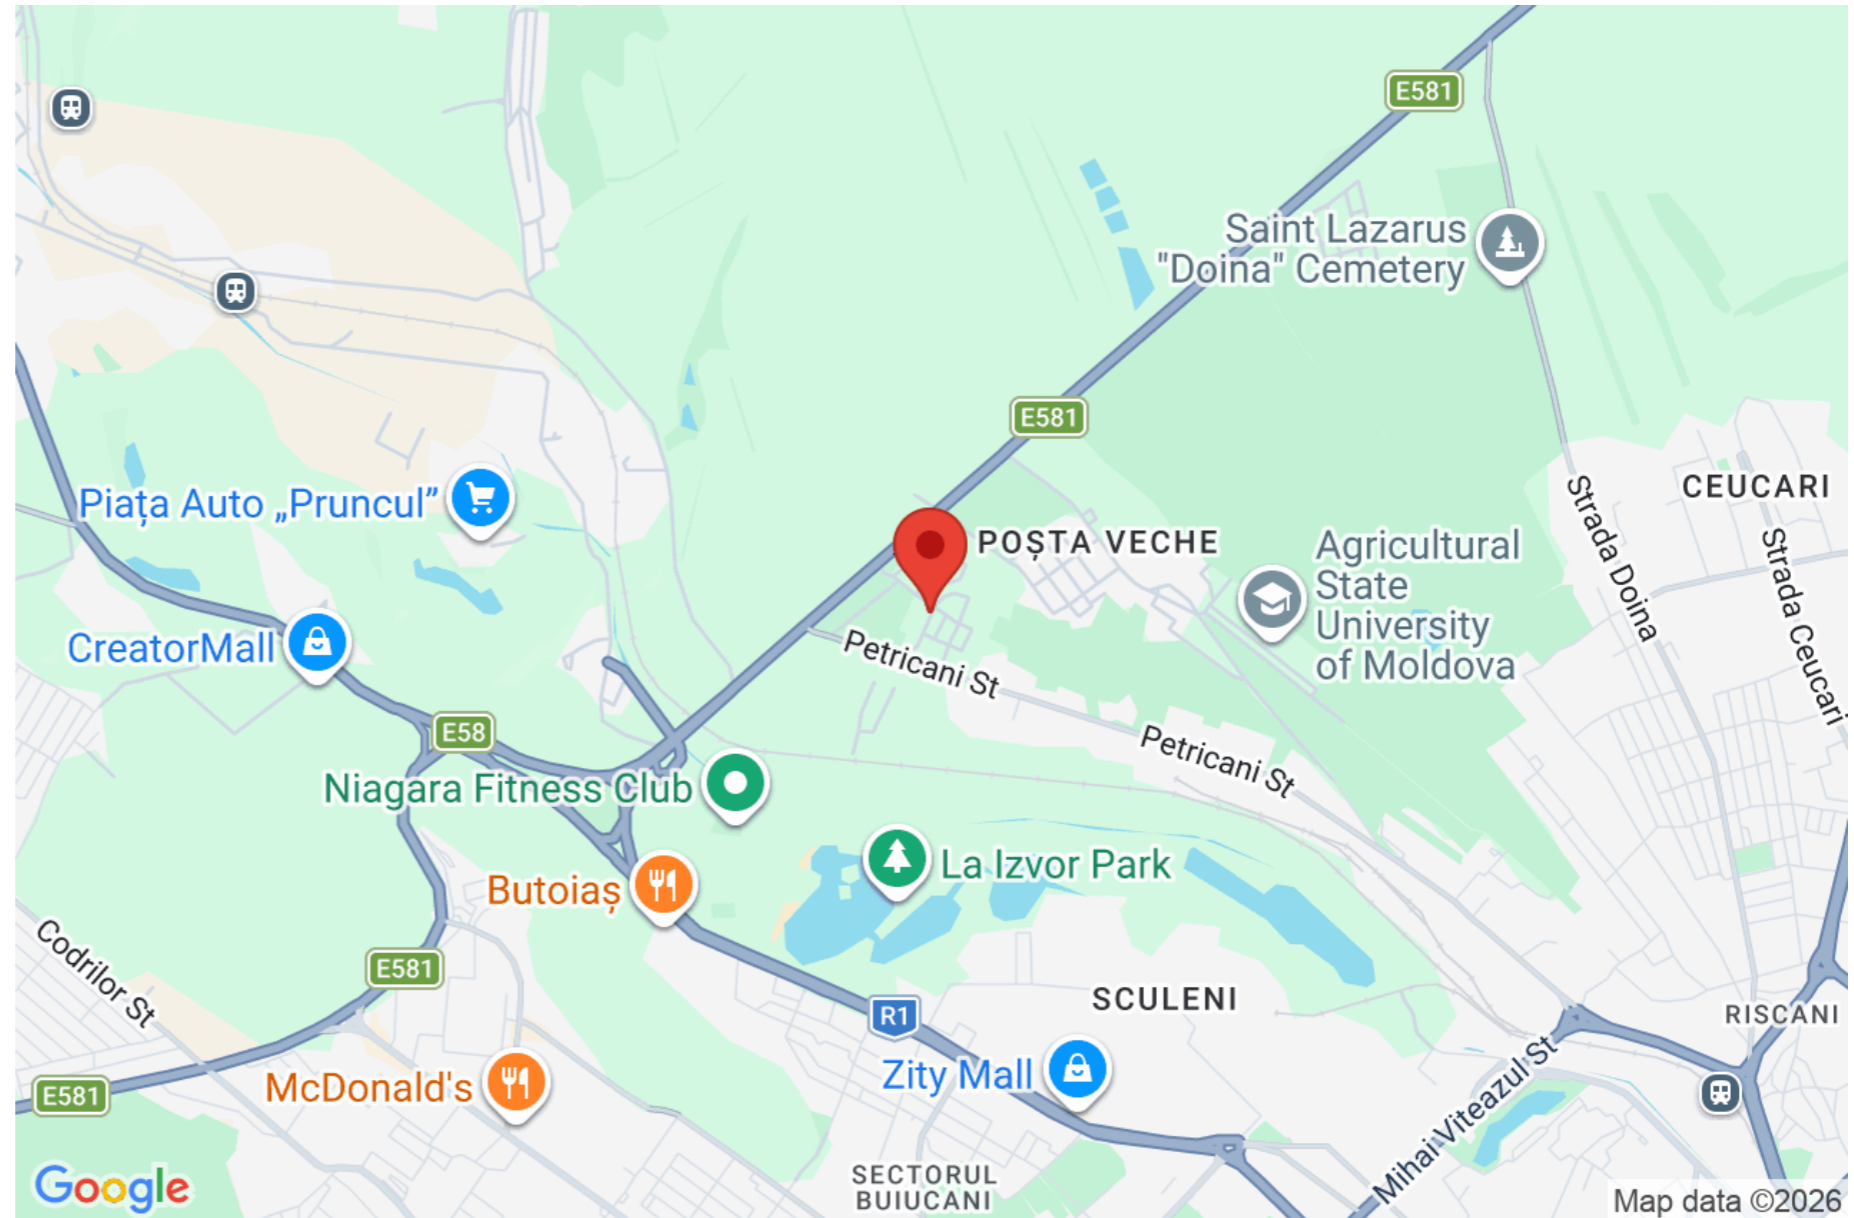 E581
Saint Lazarus
"Doina" Cemetery
E581
CEUCARI
Piața Auto „Pruncul”
Strada Doina
Strada Ceucari
POȘTA VECHE
Agricultural
State
University
of Moldova
CreatorMall
Petricani St
E58
Petricani St
Niagara Fitness Club
La Izvor Park
Butoiaș
Codrilor St
E581
SCULENI
R1
RISCANI
Zity Mall
McDonald's
E581
Mihai Viteazul St
SECTORUL
BUIUCANI
Google
Map data ©2026